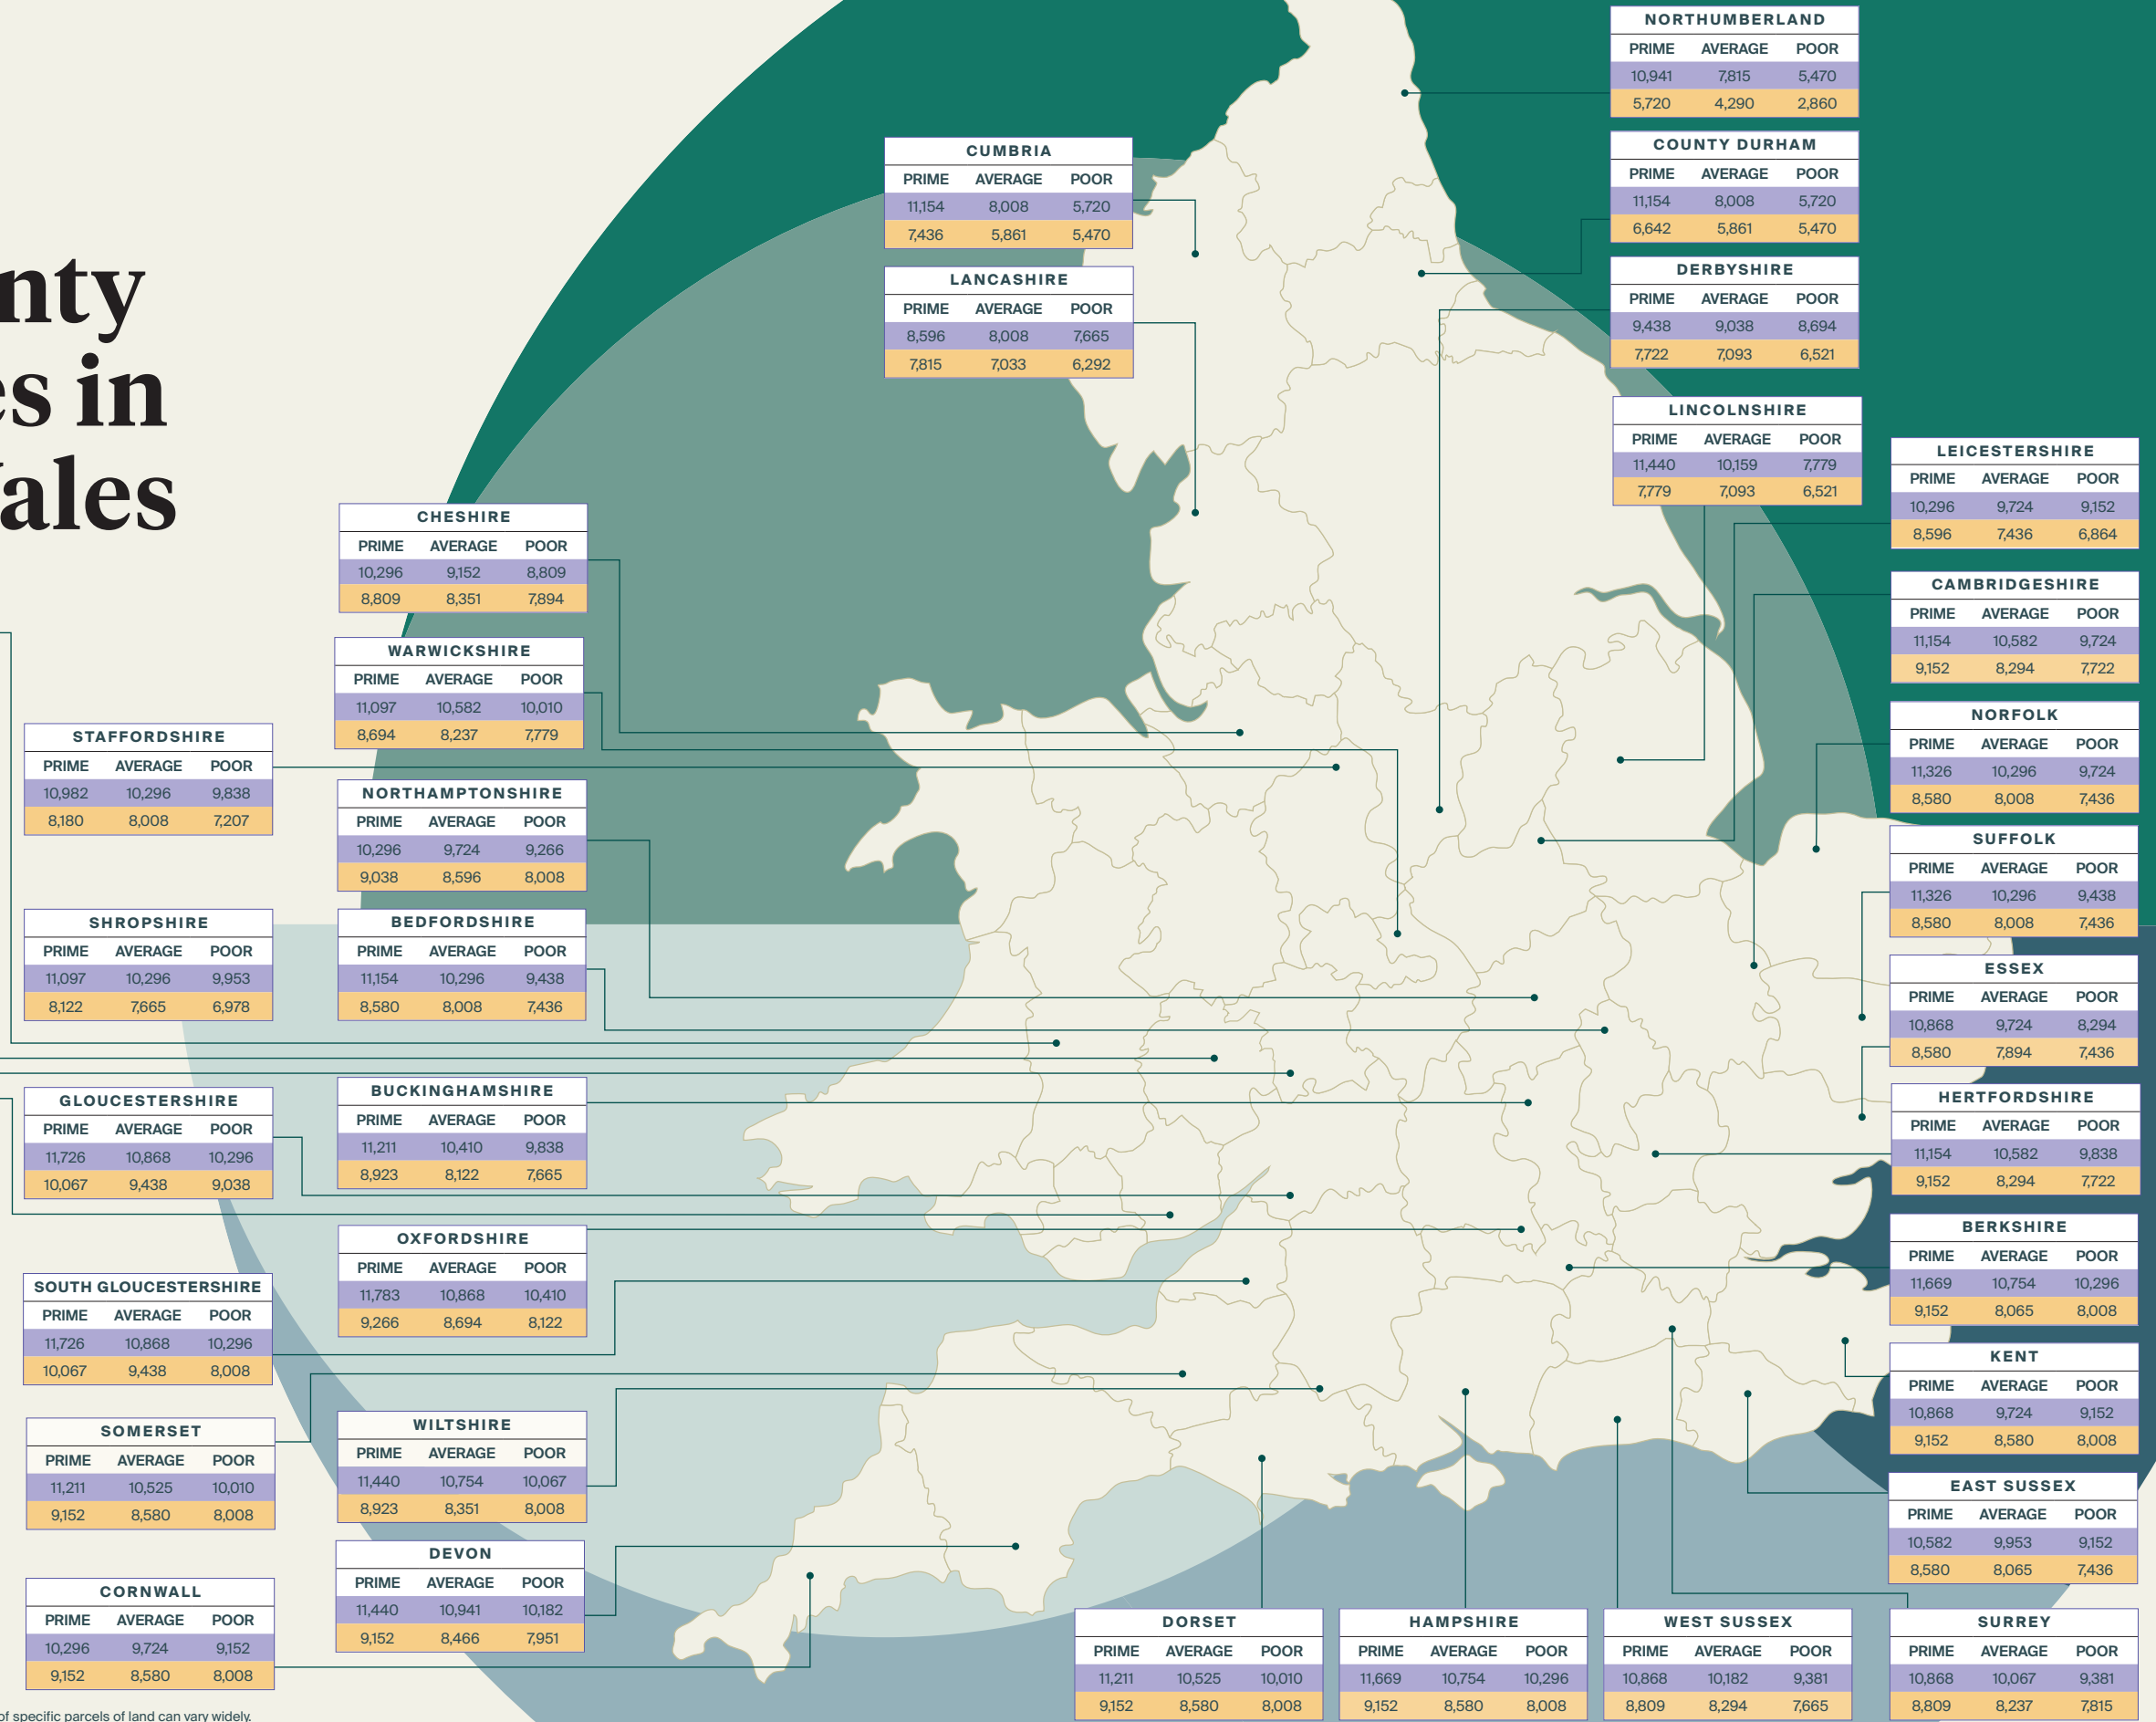 nty
es in
Vales
NORTHUMBERLAND
PRIME AVERAGE POOR
10,941 7,815 5,470
5,720 4,290 2,860
CUMBRIA
PRIME AVERAGE POOR
11,154 8,008 5,720
7,436 5,861 5,470
COUNTY DURHAM
PRIME AVERAGE POOR
11,154 8,008 5,720
6,642 5,861 5,470
LANCASHIRE
PRIME AVERAGE POOR
8,596 8,008 7,665
7,815 7,033 6,292
DERBYSHIRE
PRIME AVERAGE POOR
9,438 9,038 8,694
7,722 7,093 6,521
LINCOLNSHIRE
PRIME AVERAGE POOR
11,440 10,159 7,779
7,779 7,093 6,521
LEICESTERSHIRE
PRIME AVERAGE POOR
10,296 9,724 9,152
8,596 7,436 6,864
CHESHIRE
PRIME AVERAGE POOR
10,296 9,152 8,809
8,809 8,351 7,894
CAMBRIDGESHIRE
PRIME AVERAGE POOR
11,154 10,582 9,724
9,152 8,294 7,722
WARWICKSHIRE
PRIME AVERAGE POOR
11,097 10,582 10,010
8,694 8,237 7,779
NORFOLK
PRIME AVERAGE POOR
11,326 10,296 9,724
8,580 8,008 7,436
STAFFORDSHIRE
PRIME AVERAGE POOR
10,982 10,296 9,838
8,180 8,008 7,207
NORTHAMPTONSHIRE
PRIME AVERAGE POOR
10,296 9,724 9,266
9,038 8,596 8,008
SUFFOLK
PRIME AVERAGE POOR
11,326 10,296 9,438
8,580 8,008 7,436
SHROPSHIRE
PRIME AVERAGE POOR
11,097 10,296 9,953
8,122 7,665 6,978
BEDFORDSHIRE
PRIME AVERAGE POOR
11,154 10,296 9,438
8,580 8,008 7,436
ESSEX
PRIME AVERAGE POOR
10,868 9,724 8,294
8,580 7,894 7,436
GLOUCESTERSHIRE
PRIME AVERAGE POOR
11,726 10,868 10,296
10,067 9,438 9,038
BUCKINGHAMSHIRE
PRIME AVERAGE POOR
11,211 10,410 9,838
8,923 8,122 7,665
HERTFORDSHIRE
PRIME AVERAGE POOR
11,154 10,582 9,838
9,152 8,294 7,722
OXFORDSHIRE
PRIME AVERAGE POOR
11,783 10,868 10,410
9,266 8,694 8,122
BERKSHIRE
PRIME AVERAGE POOR
11,669 10,754 10,296
9,152 8,065 8,008
SOUTH GLOUCESTERSHIRE
PRIME AVERAGE POOR
11,726 10,868 10,296
10,067 9,438 8,008
KENT
PRIME AVERAGE POOR
10,868 9,724 9,152
9,152 8,580 8,008
SOMERSET
PRIME AVERAGE POOR
11,211 10,525 10,010
9,152 8,580 8,008
WILTSHIRE
PRIME AVERAGE POOR
11,440 10,754 10,067
8,923 8,351 8,008
EAST SUSSEX
PRIME AVERAGE POOR
10,582 9,953 9,152
8,580 8,065 7,436
DEVON
PRIME AVERAGE POOR
11,440 10,941 10,182
9,152 8,466 7,951
CORNWALL
PRIME AVERAGE POOR
10,296 9,724 9,152
9,152 8,580 8,008
DORSET
PRIME AVERAGE POOR
11,211 10,525 10,010
9,152 8,580 8,008
HAMPSHIRE
PRIME AVERAGE POOR
11,669 10,754 10,296
9,152 8,580 8,008
WEST SUSSEX
PRIME AVERAGE POOR
10,868 10,182 9,381
8,809 8,294 7,665
SURREY
PRIME AVERAGE POOR
10,868 10,067 9,381
8,809 8,237 7,815
of specific parcels of land can vary widely.